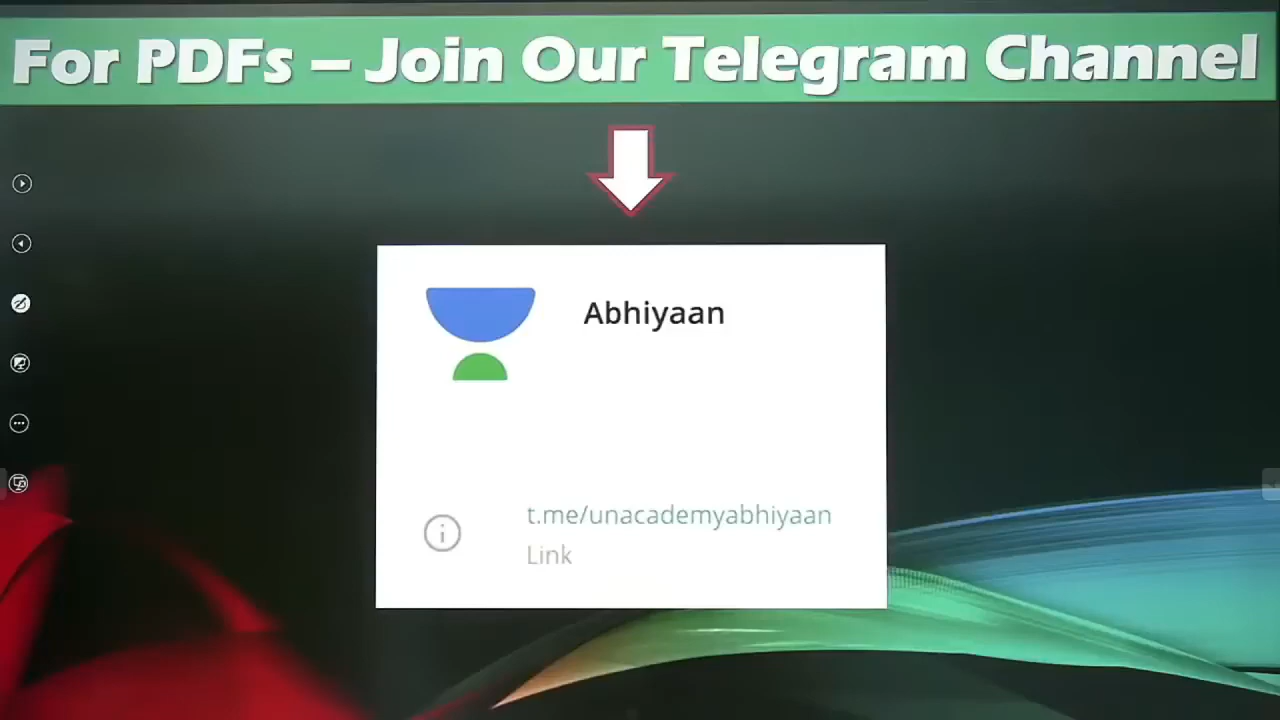 For PDFs – Join Our Telegram Channel
Abhiyaan
t.me/unacademyabhiyaan
Link